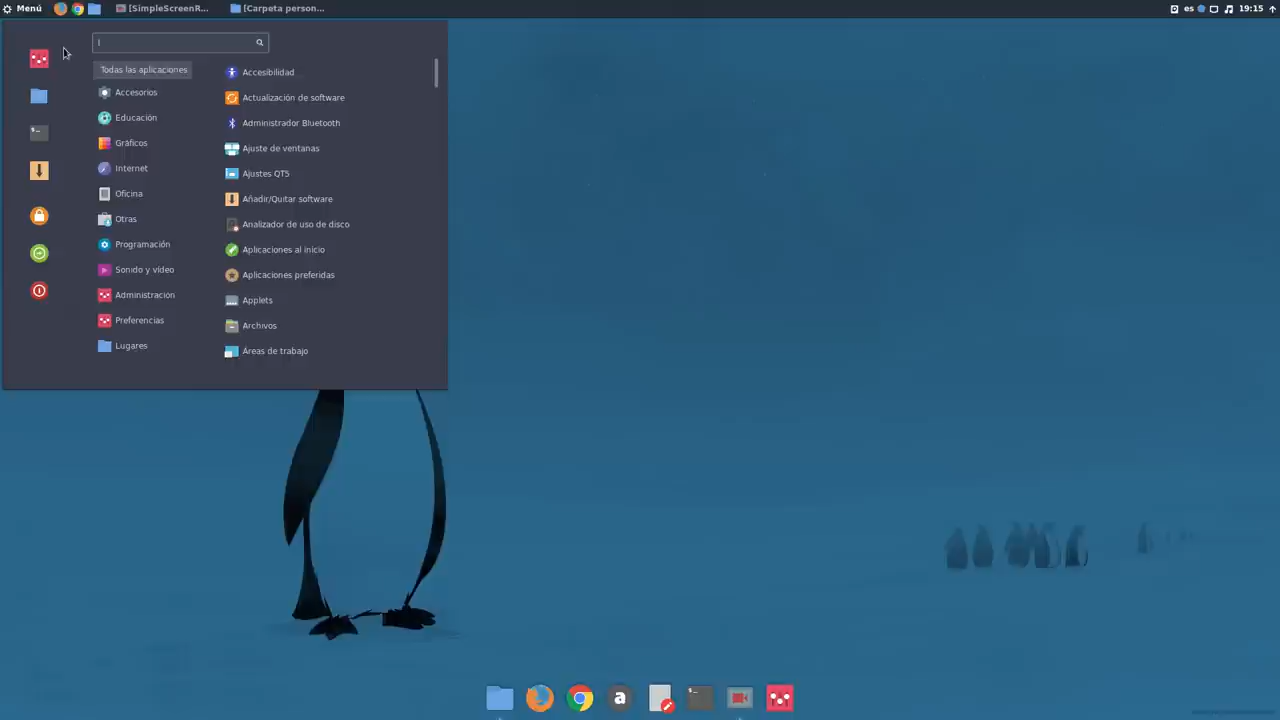 Menú
[SimpleScreenR...
[Carpeta person...
es
19:15
Todas las aplicaciones
Accesorios
Educación
Gráficos
Internet
Oficina
Otras
Programación
Sonido y vídeo
Administración
Preferencias
Lugares
Accesibilidad
Actualización de software
Administrador Bluetooth
Ajuste de ventanas
Ajustes QT5
Añadir/Quitar software
Analizador de uso de disco
Aplicaciones al inicio
Aplicaciones preferidas
Applets
Archivos
Áreas de trabajo